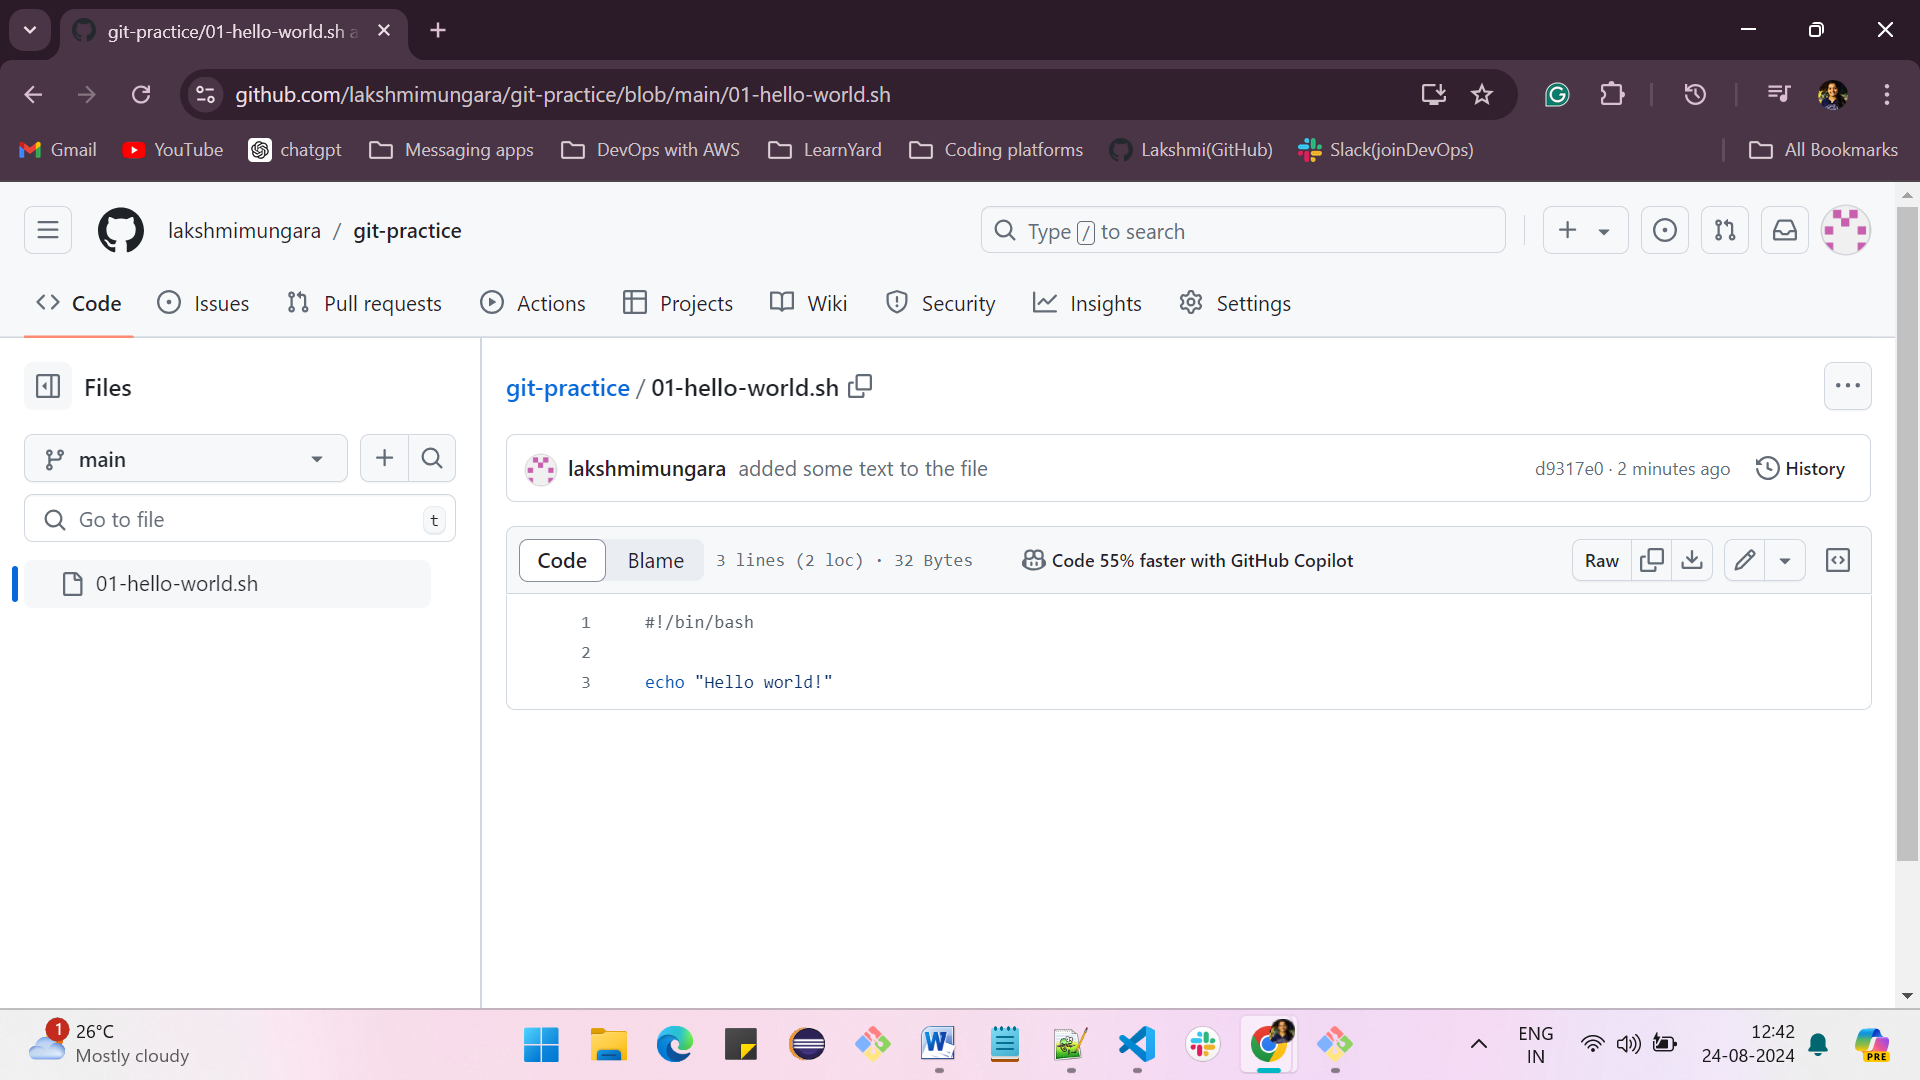 git-practice/01-hello-world.sh a
github.com/lakshmimungara/git-practice/blob/main/01-hello-world.sh
Gmail YouTube chatgpt Messaging apps DevOps with AWS LearnYard Coding platforms Lakshmi(GitHub) Slack(joinDevOps) All Bookmarks
lakshmimungara / git-practice Type / to search
Code Issues Pull requests Actions Projects Wiki Security Insights Settings
Files
git-practice / 01-hello-world.sh
main
lakshmimungara added some text to the file d9317e0 · 2 minutes ago History
Go to file t
Code Blame 3 lines (2 loc) · 32 Bytes Code 55% faster with GitHub Copilot Raw
01-hello-world.sh
1 #!/bin/bash
2
3 echo "Hello world!"
1 26°C
Mostly cloudy
W
ENG
IN
12:42
24-08-2024
PRE